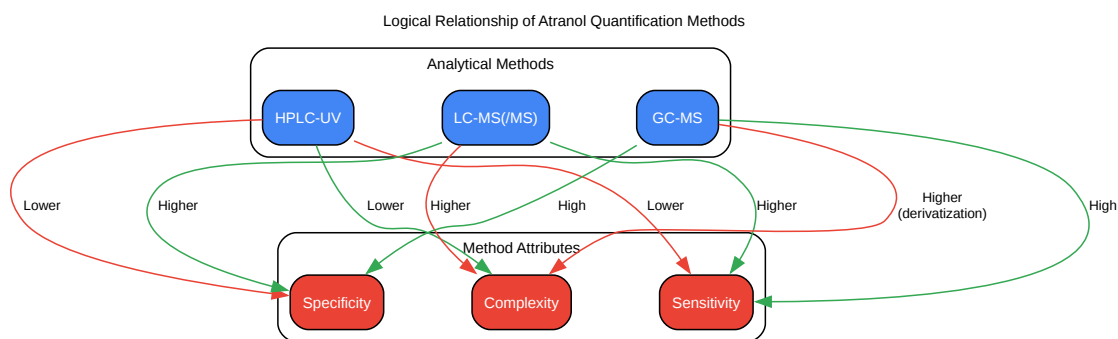 Logical Relationship of Atranol Quantification Methods
Analytical Methods
HPLC-UV
LC-MS(/MS)
GC-MS
Lower
Higher
Lower
Higher
High
Lower
Higher
Higher
(derivatization)
High
Method Attributes
Specificity
Complexity
Sensitivity